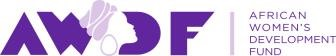 AWDF
AFRICAN
WOMEN'S
DEVELOPMENT
FUND